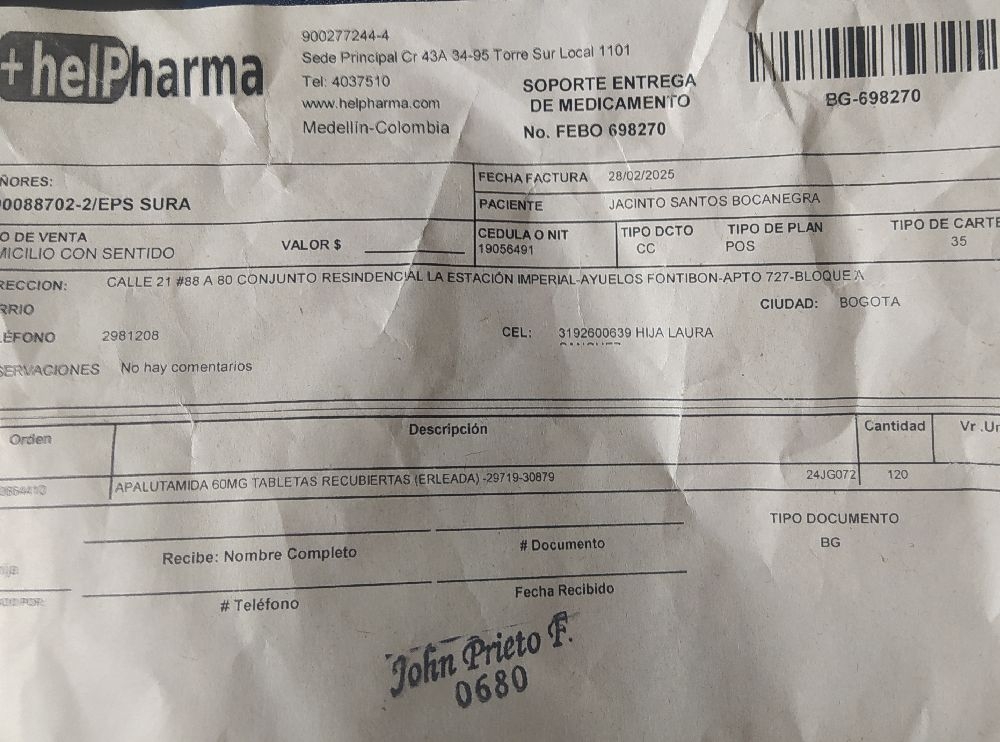 +helPharma
900277244-4
Sede Principal Cr 43A 34-95 Torre Sur Local 1101
Tel: 4037510
www.helpharma.com
Medellín-Colombia
SOPORTE ENTREGA
DE MEDICAMENTO
No. FEBO 698270
BG-698270
ÑORES:
00088702-2/EPS SURA
FECHA FACTURA 28/02/2025
PACIENTE JACINTO SANTOS BOCANEGRA
O DE VENTA
MICILIO CON SENTIDO
VALOR $
CEDULA O NIT
19056491
TIPO DCTO
CC
TIPO DE PLAN
POS
TIPO DE CARTE
35
RECCION: CALLE 21 #88 A 80 CONJUNTO RESINDENCIAL LA ESTACIÓN IMPERIAL-AYUELOS FONTIBON-APTO 727-BLOQUE A
RRIO
CIUDAD: BOGOTA
LÉFONO 2981208
CEL: 3192600639 HIJA LAURA
SERVACIONES No hay comentarios
Orden Descripción Cantidad Vr .Un
APALUTAMIDA 60MG TABLETAS RECUBIERTAS (ERLEADA) -29719-30879 24JG072 120
TIPO DOCUMENTO
BG
Recibe: Nombre Completo
# Documento
# Teléfono
Fecha Recibido
John Prieto F.
0680